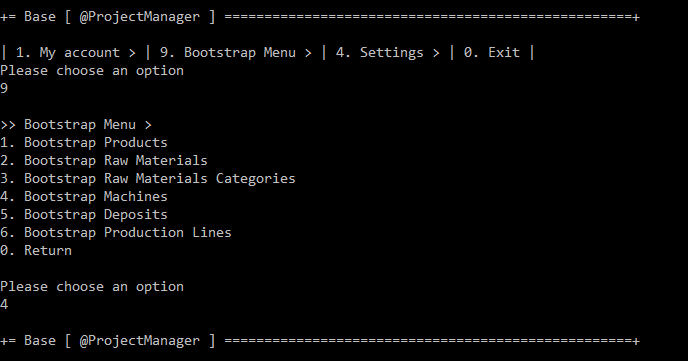 += Base [ @ProjectManager ] ===================================================+
| 1. My account > | 9. Bootstrap Menu > | 4. Settings > | 0. Exit |
Please choose an option
9
>> Bootstrap Menu >
1. Bootstrap Products
2. Bootstrap Raw Materials
3. Bootstrap Raw Materials Categories
4. Bootstrap Machines
5. Bootstrap Deposits
6. Bootstrap Production Lines
0. Return
Please choose an option
4
+= Base [ @ProjectManager ] ===================================================+